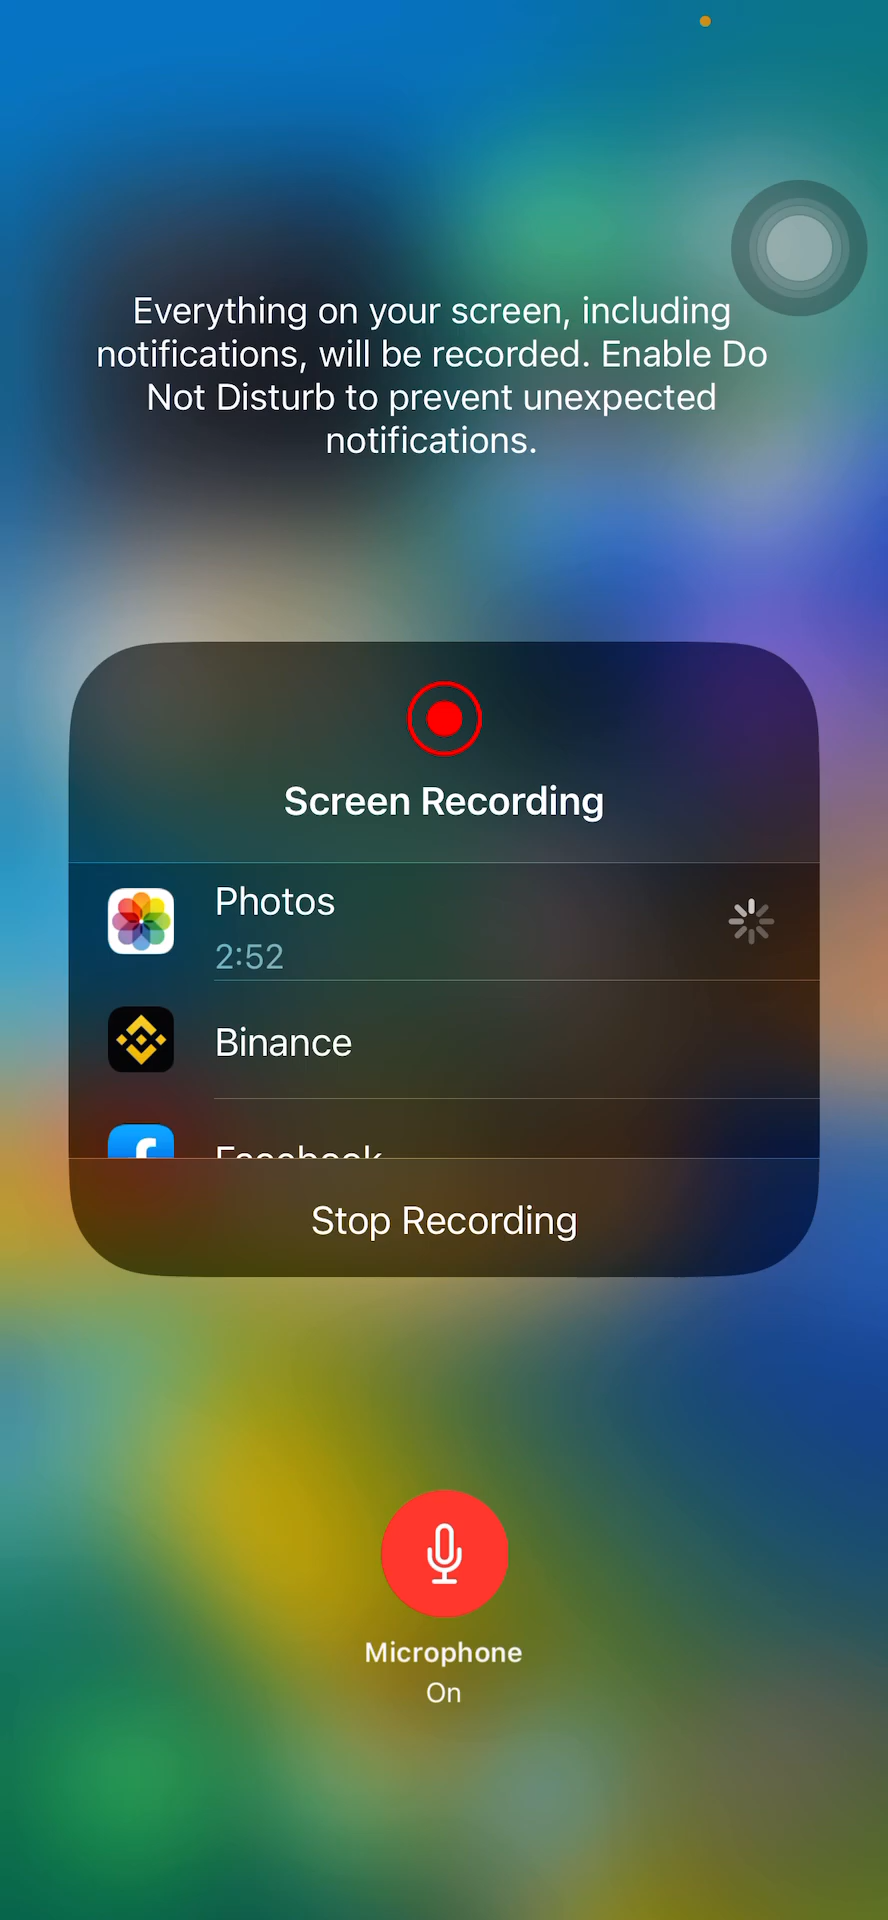 Everything on your screen, including
notifications, will be recorded. Enable Do
Not Disturb to prevent unexpected
notifications.
Screen Recording
Photos
2:52
Binance
Facebook
Stop Recording
Microphone
On